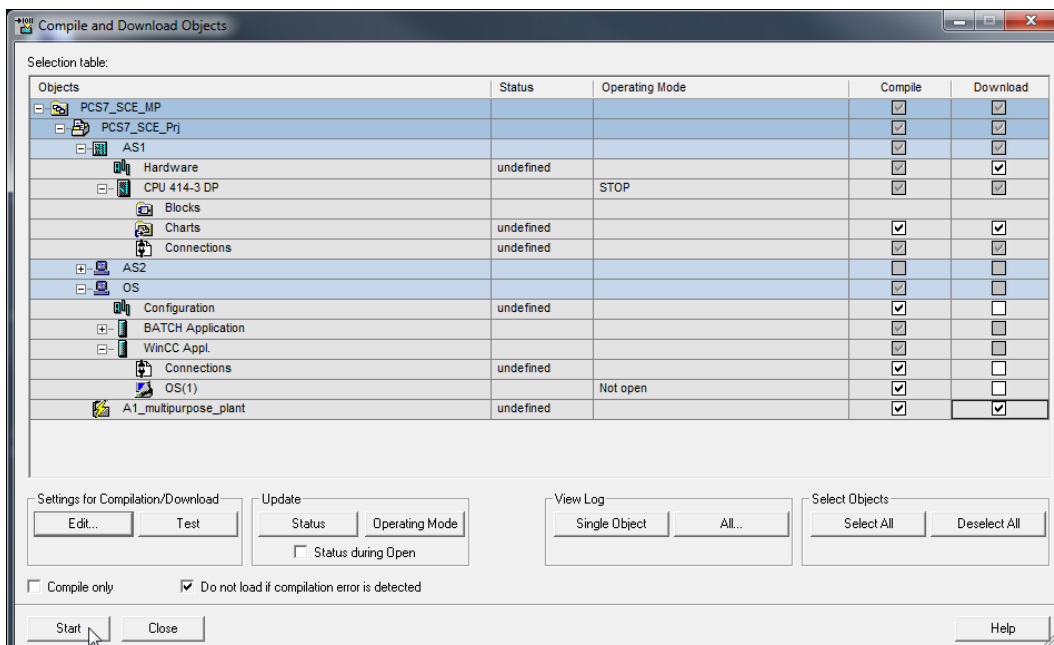 Compile and Download Objects
Selection table:
Objects Status Operating Mode Compile Download
PCS7_SCE_MP
PCS7_SCE_Prj
AS1
Hardware undefined
CPU 414-3 DP STOP
Blocks
Charts undefined
Connections undefined
AS2
OS
Configuration undefined
BATCH Application
WinCC Appl.
Connections undefined
OS(1) Not open
A1_multipurpose_plant undefined
Settings for Compilation/Download Update View Log Select Objects
Edit... Test Status Operating Mode Single Object All... Select All Deselect All
Status during Open
Compile only Do not load if compilation error is detected
Start Close Help